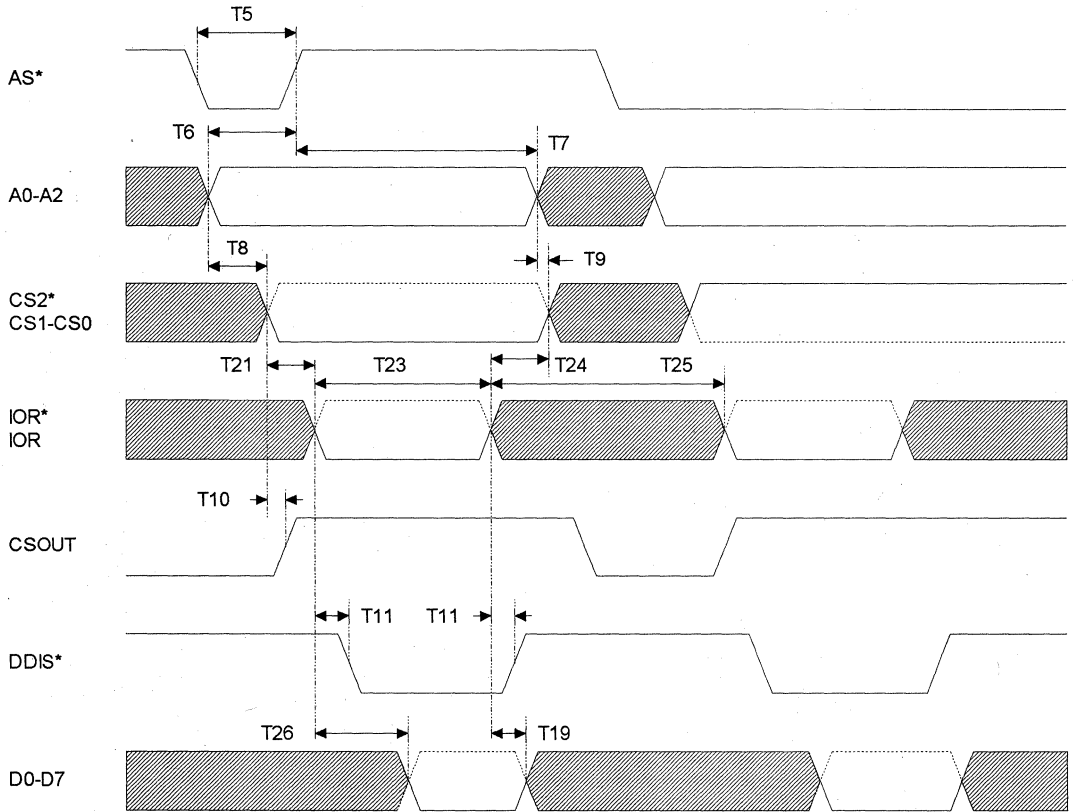 T5
AS*
T6
T7
A0-A2
T8
T9
CS2*
CS1-CS0
T21
T23
T24
T25
IOR*
IOR
T10
CSOUT
T11
T11
DDIS*
T26
T19
D0-D7